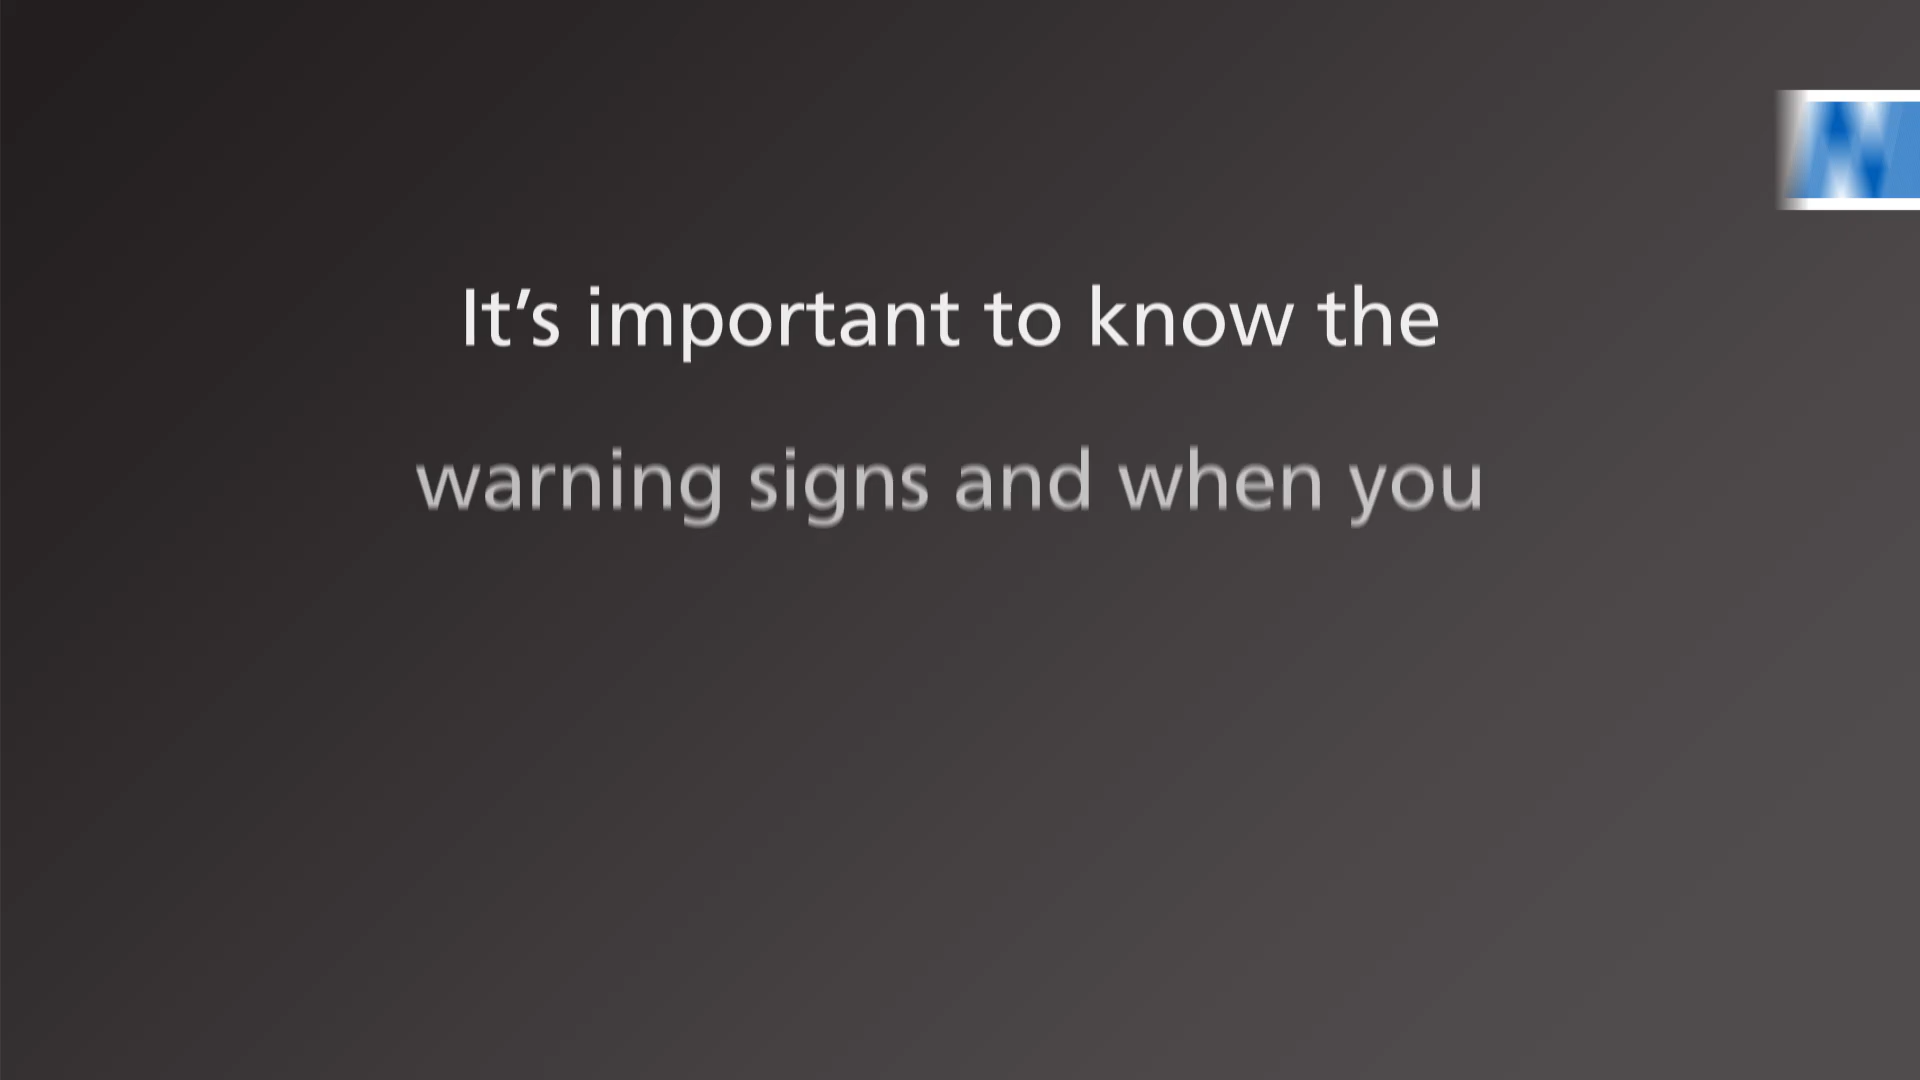 It’s important to know the
warning signs and when you